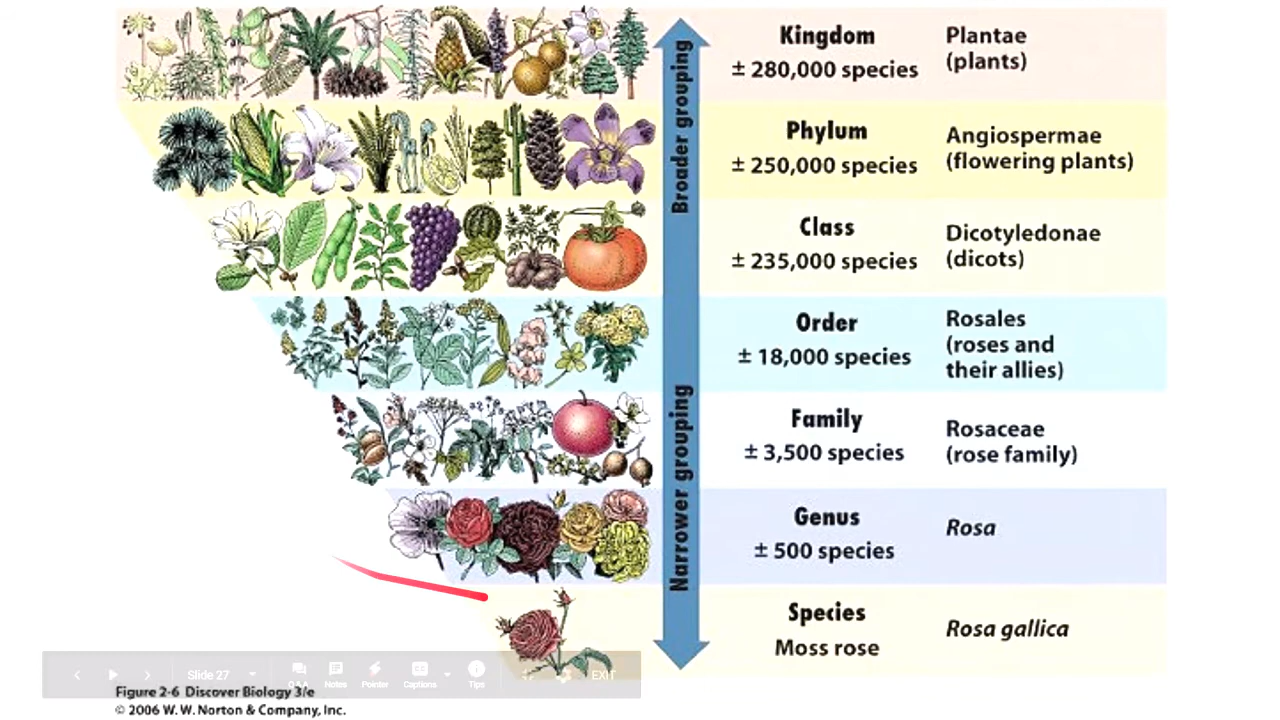 Kingdom
± 280,000 species
Plantae
(plants)
Broader grouping
Phylum
± 250,000 species
Angiospermae
(flowering plants)
Class
± 235,000 species
Dicotyledonae
(dicots)
Order
± 18,000 species
Rosales
(roses and
their allies)
Narrower grouping
Family
± 3,500 species
Rosaceae
(rose family)
Genus
± 500 species
Rosa
Species
Moss rose
Rosa gallica
Slide 27
Q&A
Notes
Pointer
Captions
Tips
EXIT
Figure 2-6 Discover Biology 3/e
© 2006 W. W. Norton & Company, Inc.